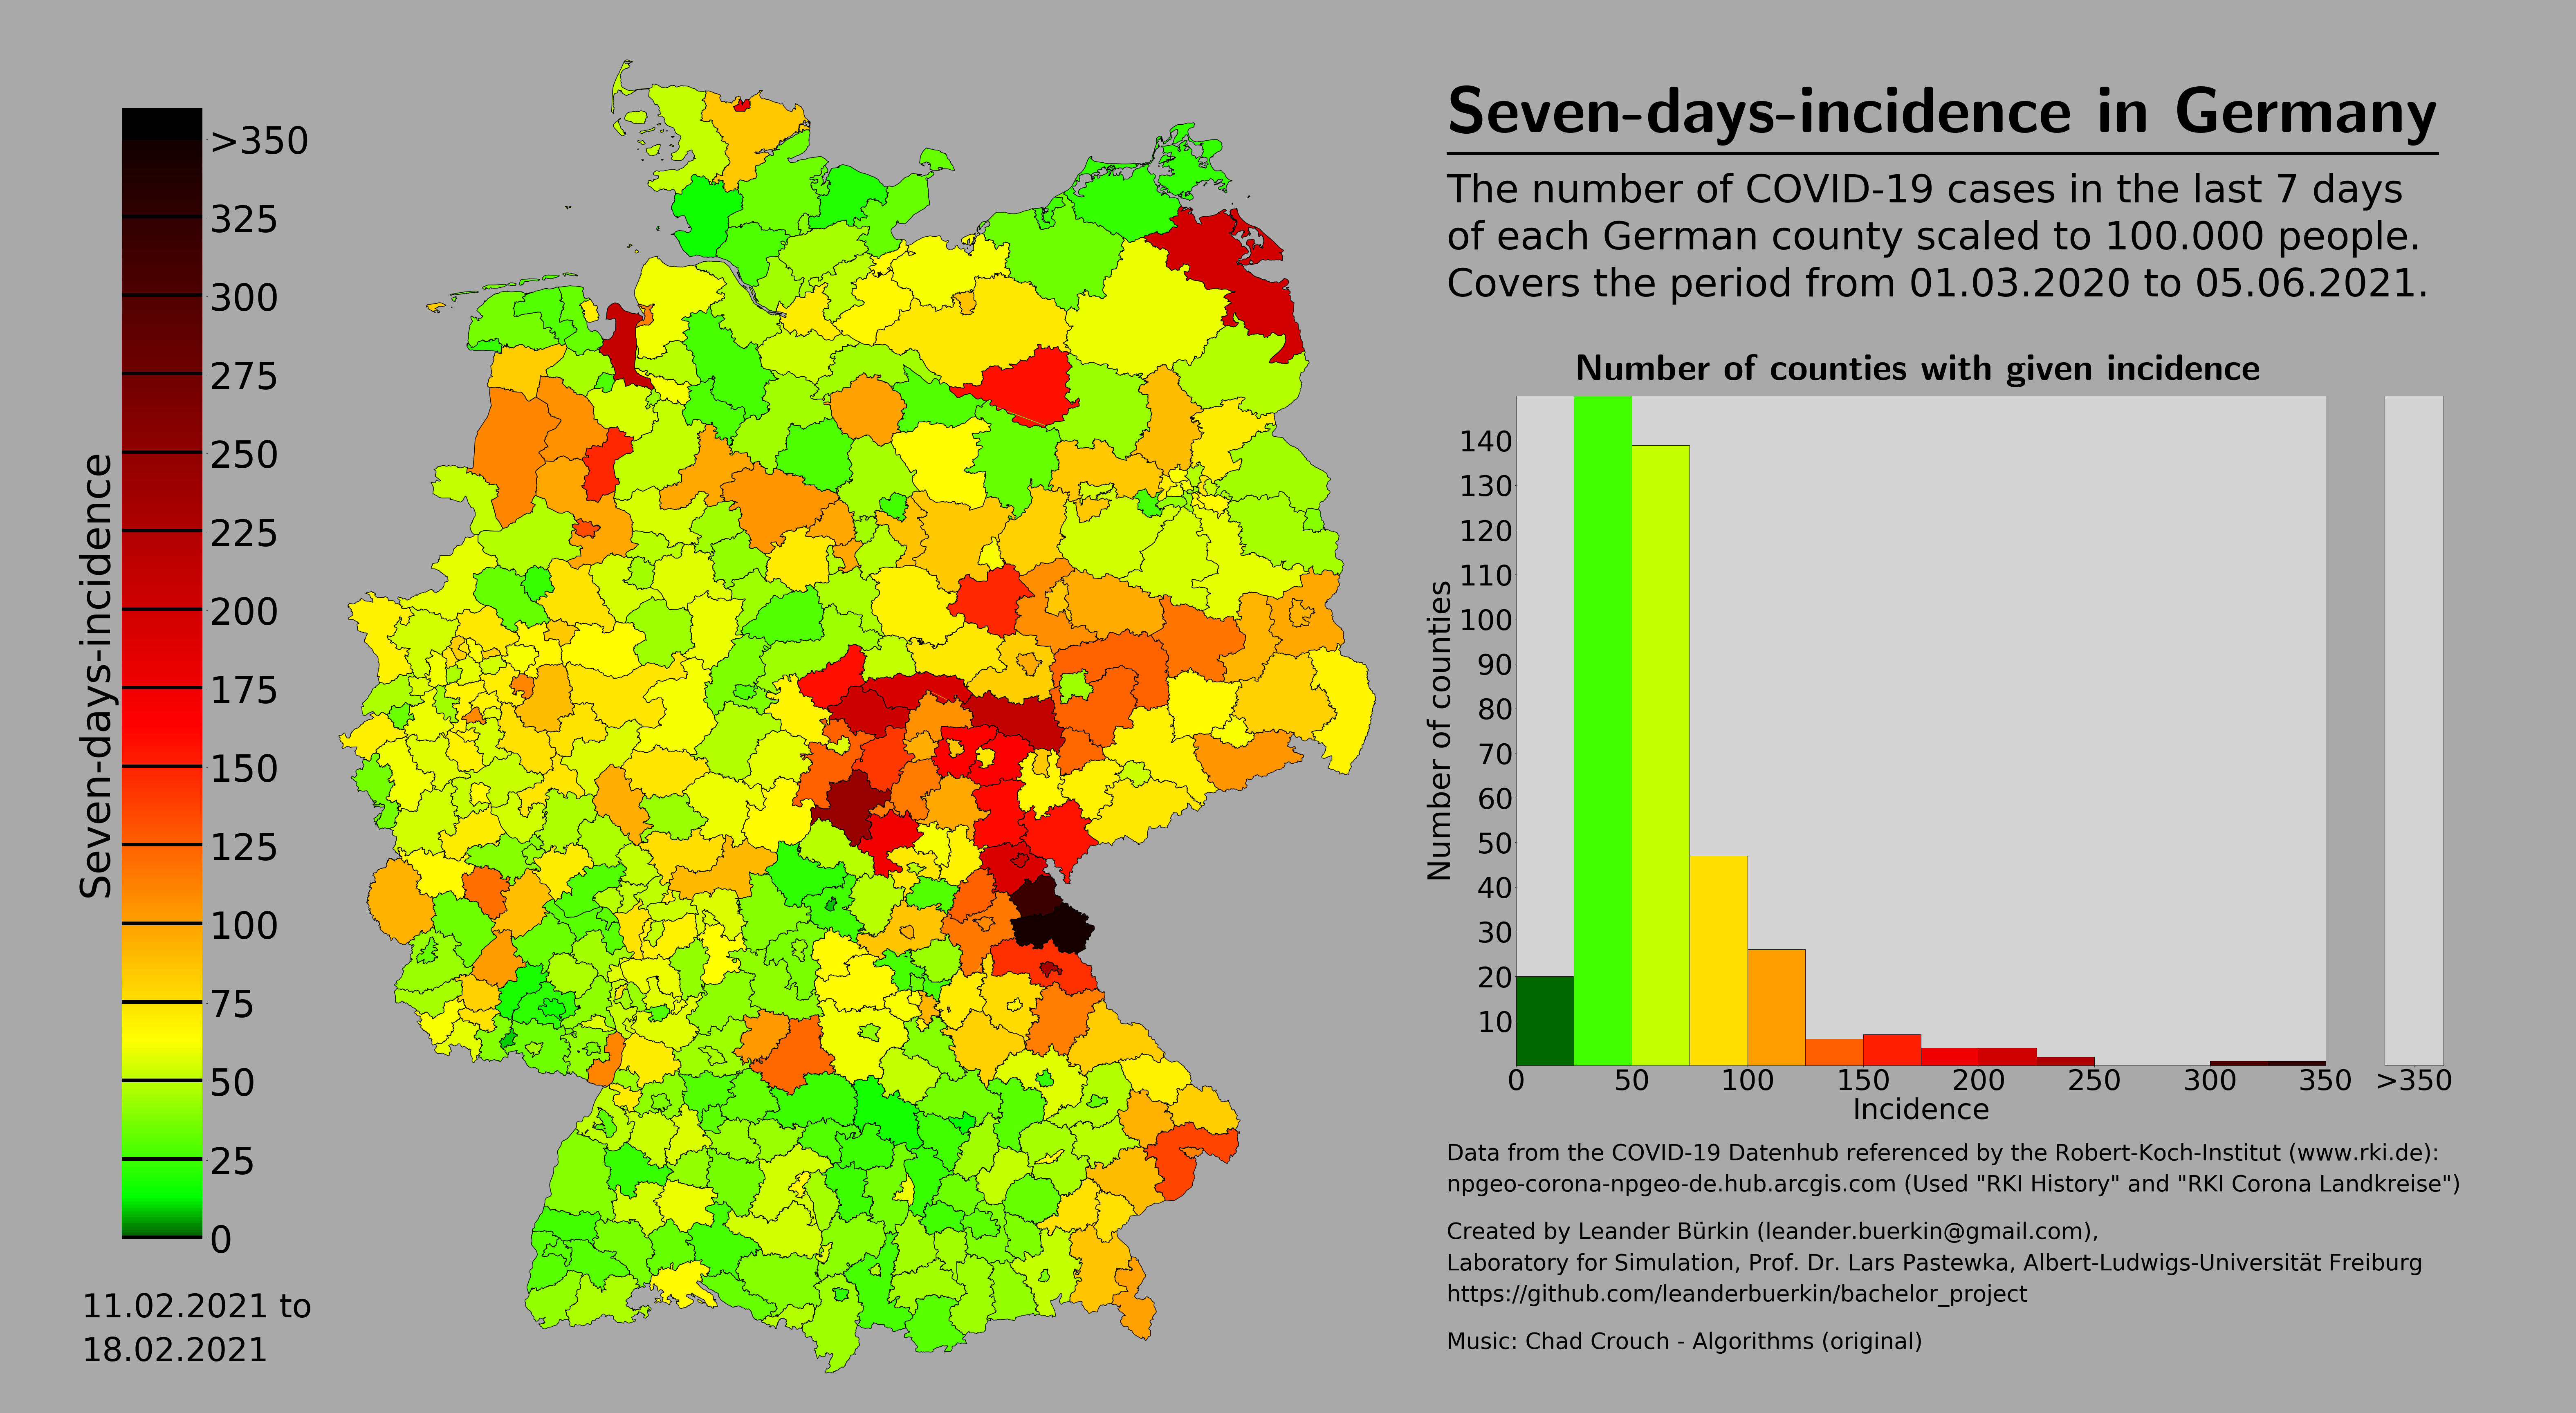 Seven-days-incidence
>350
325
300
275
250
225
200
175
150
125
100
75
50
25
0
11.02.2021 to
18.02.2021
Seven-days-incidence in Germany
The number of COVID-19 cases in the last 7 days
of each German county scaled to 100.000 people.
Covers the period from 01.03.2020 to 05.06.2021.
Number of counties with given incidence
Number of counties
140
130
120
110
100
90
80
70
60
50
40
30
20
10
0 50 100 150 200 250 300 350 >350
Incidence
Data from the COVID-19 Datenhub referenced by the Robert-Koch-Institut (www.rki.de):
npgeo-corona-npgeo-de.hub.arcgis.com (Used "RKI History" and "RKI Corona Landkreise")
Created by Leander Bürkin (leander.buerkin@gmail.com),
Laboratory for Simulation, Prof. Dr. Lars Pastewka, Albert-Ludwigs-Universität Freiburg
https://github.com/leanderbuerkin/bachelor_project
Music: Chad Crouch - Algorithms (original)